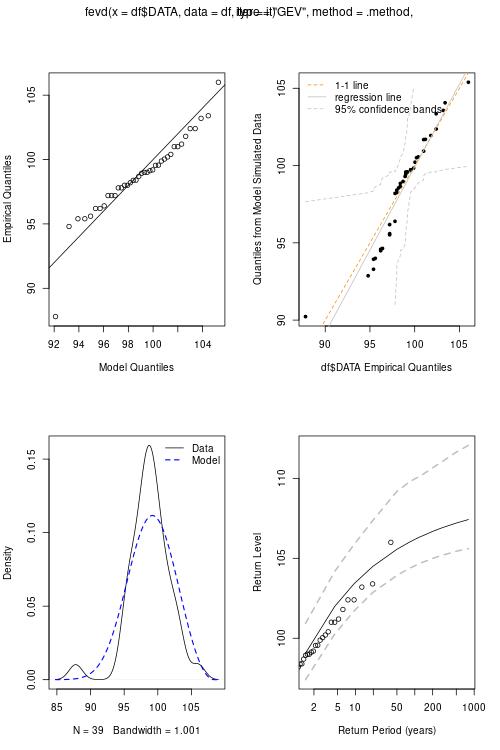 fevd(x = df$DATA, data = df, type = "GEV", method = .method,
105
100
95
90
Empirical Quantiles
92 94 96 98 100 104
Model Quantiles
1-1 line
regression line
95% confidence bands
105
100
95
90
Quantiles from Model Simulated Data
90 95 100 105
df$DATA Empirical Quantiles
Data
Model
0.15
0.10
0.05
0.00
Density
85 90 95 100 105
N = 39 Bandwidth = 1.001
110
105
100
Return Level
2 5 10 50 200 1000
Return Period (years)